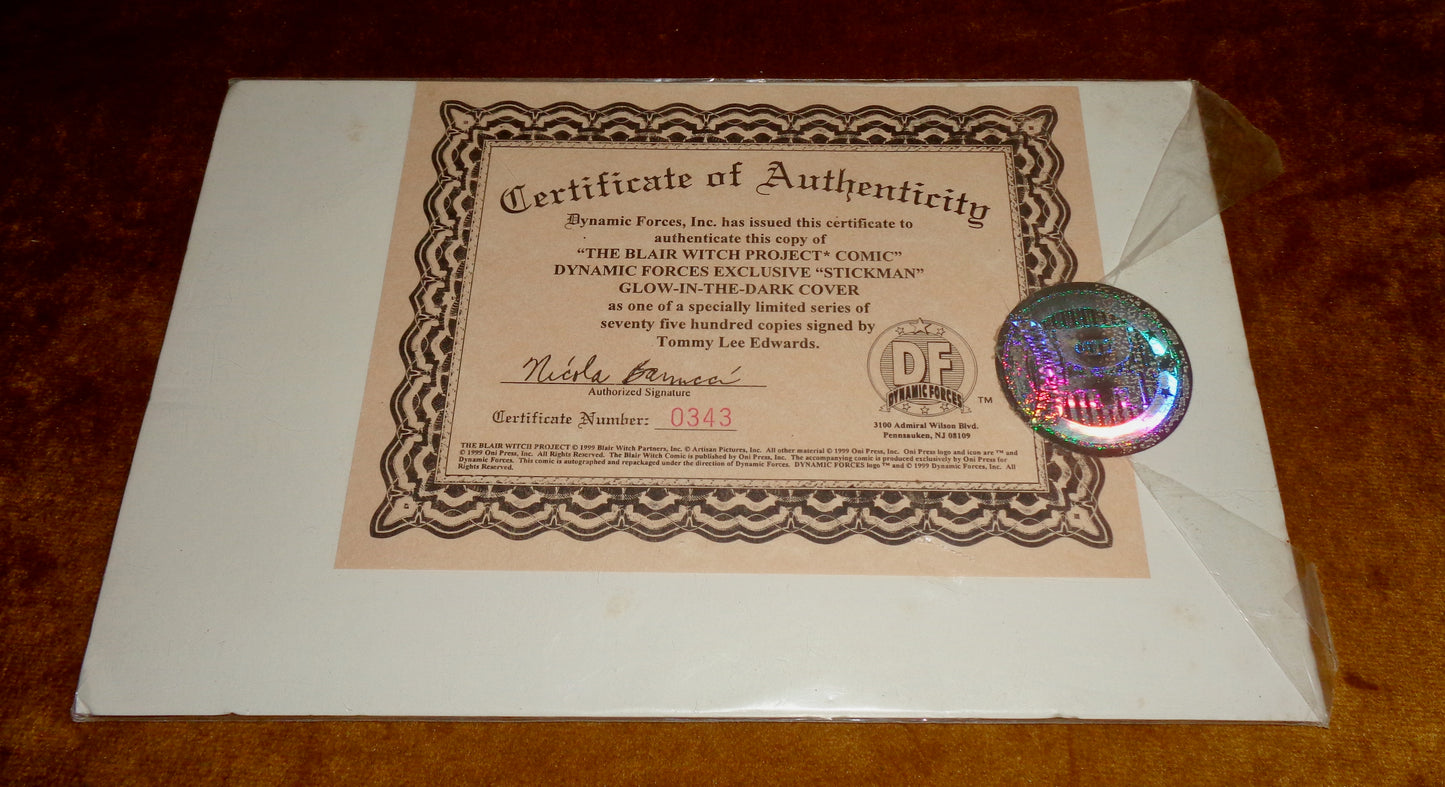 Certificate of Authenticity
Dynamic Forces, Inc. has issued this certificate to
authenticate this copy of
“THE BLAIR WITCH PROJECT* COMIC”
DYNAMIC FORCES EXCLUSIVE “STICKMAN”
GLOW-IN-THE-DARK COVER
as one of a specially limited series of
seventy five hundred copies signed by
Tommy Lee Edwards.
Nicola Barrucci
Authorized Signature
Certificate Number: 0343
DF
DYNAMIC FORCES
TM
3100 Admiral Wilson Blvd.
Pennsauken, NJ 08109
THE BLAIR WITCH PROJECT © 1999 Blair Witch Partners, Inc. © Artisan Pictures, Inc. All other material © 1999 Oni Press, Inc. Oni Press logo and icon are ™ and
© 1999 Oni Press, Inc. All Rights Reserved. The Blair Witch Comic is published by Oni Press, Inc. The accompanying comic is produced exclusively by Oni Press for
Dynamic Forces. This comic is autographed and repackaged under the direction of Dynamic Forces. DYNAMIC FORCES logo ™ and © 1999 Dynamic Forces, Inc. All
Rights Reserved.